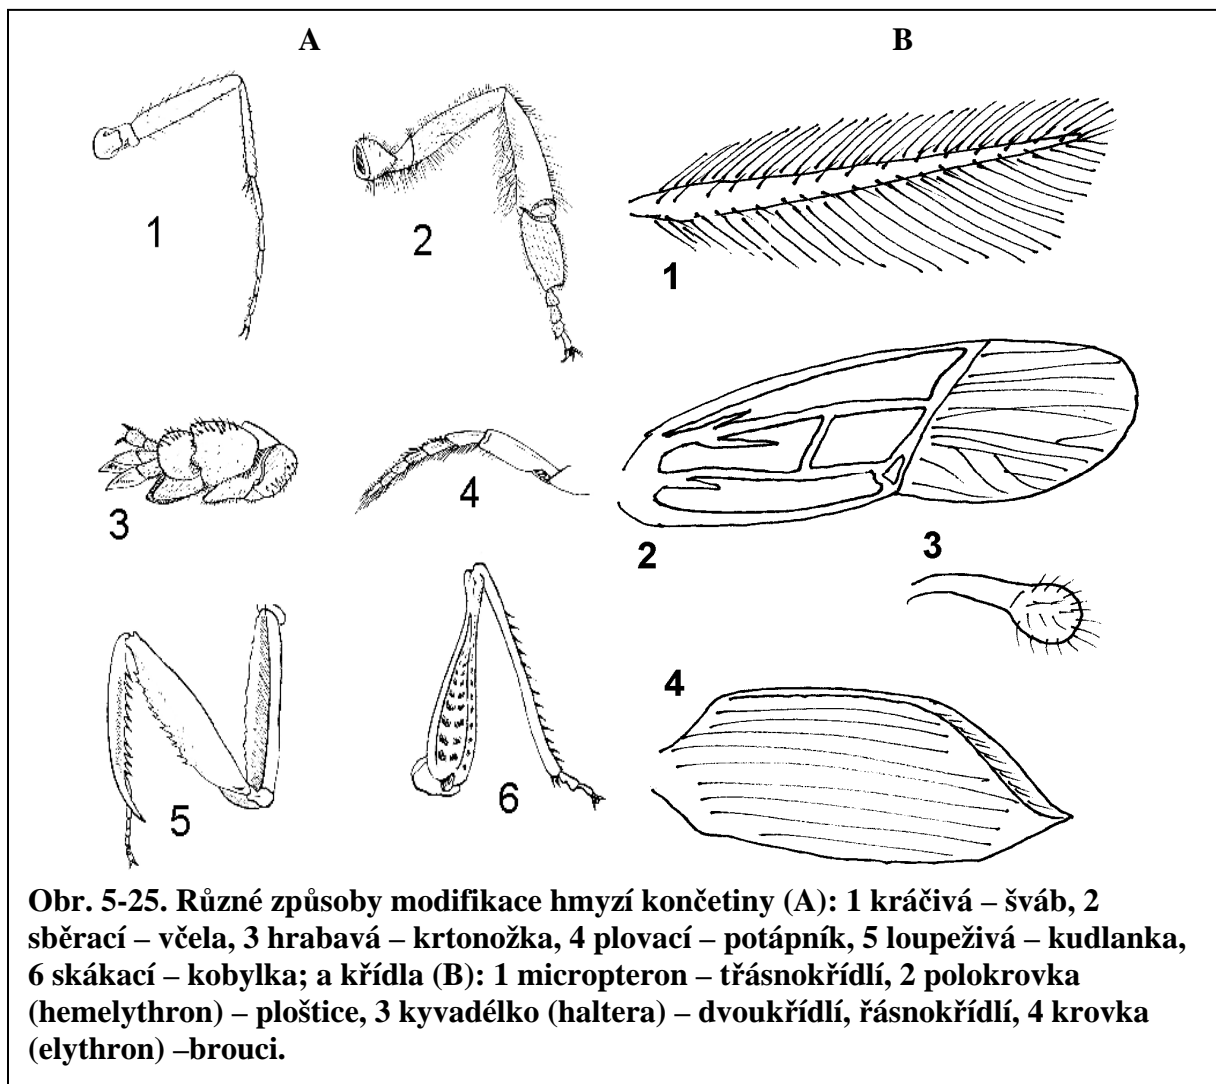 A
B
1
2
1
3
4
2
3
5
6
4
Obr. 5-25. Různé způsoby modifikace hmyzí končetiny (A): 1 kráčivá – šváb, 2
sběrací – včela, 3 hrabavá – krtonožka, 4 plovací – potápník, 5 loupeživá – kudlanka,
6 skákací – kobylka; a křídla (B): 1 micropteron – třásnokřídlí, 2 polokrovka
(hemelythron) – ploštice, 3 kyvadélko (haltera) – dvoukřídlí, řásnokřídlí, 4 krovka
(elythron) –brouci.